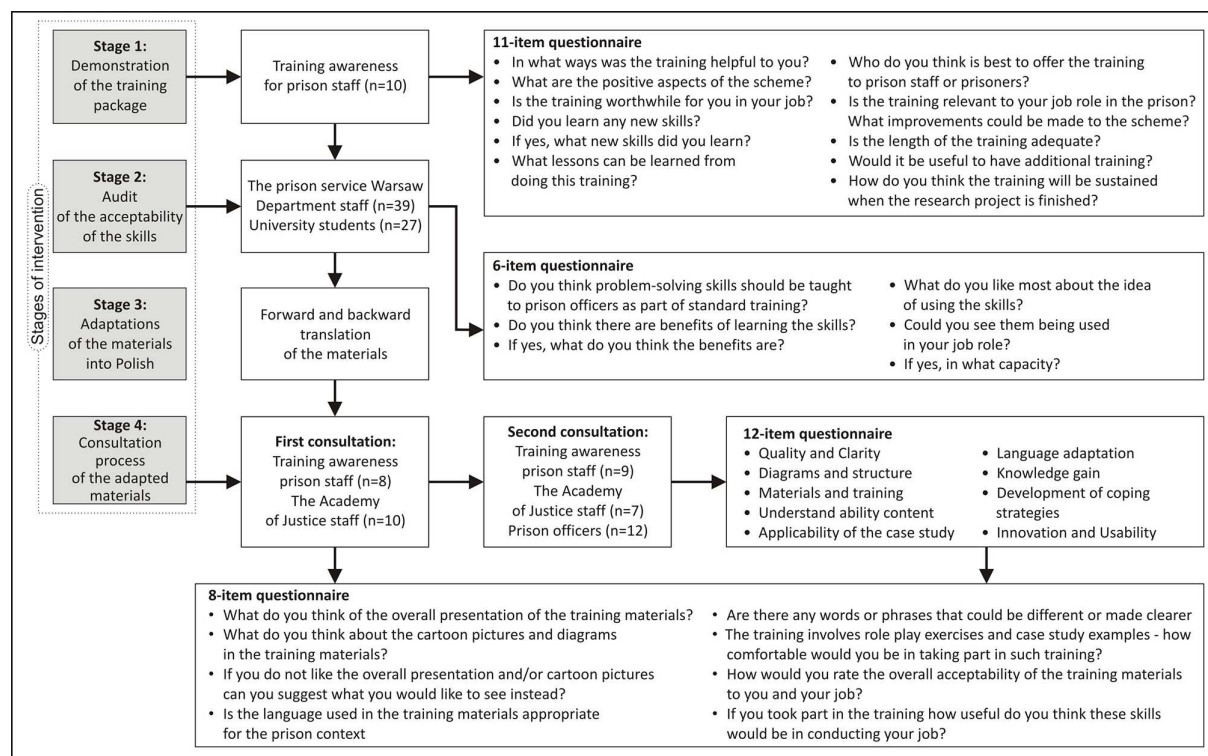 Stages of intervention
Stage 1:
Demonstration
of the training
package
Training awareness
for prison staff (n=10)
11-item questionnaire
• In what ways was the training helpful to you?
• What are the positive aspects of the scheme?
• Is the training worthwhile for you in your job?
• Did you learn any new skills?
• If yes, what new skills did you learn?
• What lessons can be learned from
doing this training?
• Who do you think is best to offer the training
to prison staff or prisoners?
• Is the training relevant to your job role in the prison?
What improvements could be made to the scheme?
• Is the length of the training adequate?
• Would it be useful to have additional training?
• How do you think the training will be sustained
when the research project is finished?
Stage 2:
Audit
of the acceptability
of the skills
The prison service Warsaw
Department staff (n=39)
University students (n=27)
6-item questionnaire
• Do you think problem-solving skills should be taught
to prison officers as part of standard training?
• Do you think there are benefits of learning the skills?
• If yes, what do you think the benefits are?
• What do you like most about the idea
of using the skills?
• Could you see them being used
in your job role?
• If yes, in what capacity?
Stage 3:
Adaptations
of the materials
into Polish
Forward and backward
translation
of the materials
Stage 4:
Consultation
process
of the adapted
materials
First consultation:
Training awareness
prison staff (n=8)
The Academy
of Justice staff (n=10)
Second consultation:
Training awareness
prison staff (n=9)
The Academy
of Justice staff (n=7)
Prison officers (n=12)
12-item questionnaire
• Quality and Clarity
• Diagrams and structure
• Materials and training
• Understand ability content
• Applicability of the case study
• Language adaptation
• Knowledge gain
• Development of coping
strategies
• Innovation and Usability
8-item questionnaire
• What do you think of the overall presentation of the training materials?
• What do you think about the cartoon pictures and diagrams
in the training materials?
• If you do not like the overall presentation and/or cartoon pictures
can you suggest what you would like to see instead?
• Is the language used in the training materials appropriate
for the prison context
• Are there any words or phrases that could be different or made clearer
• The training involves role play exercises and case study examples - how
comfortable would you be in taking part in such training?
• How would you rate the overall acceptability of the training materials
to you and your job?
• If you took part in the training how useful do you think these skills
would be in conducting your job?